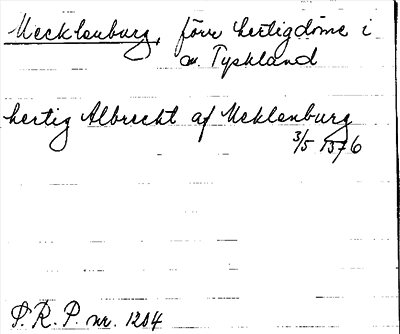 Mecklenburg, förr hertigdöme i
n. Tyskland
hertig Albrecht af Meklenburg
3/5 1376
S. R. P. nr. 1204